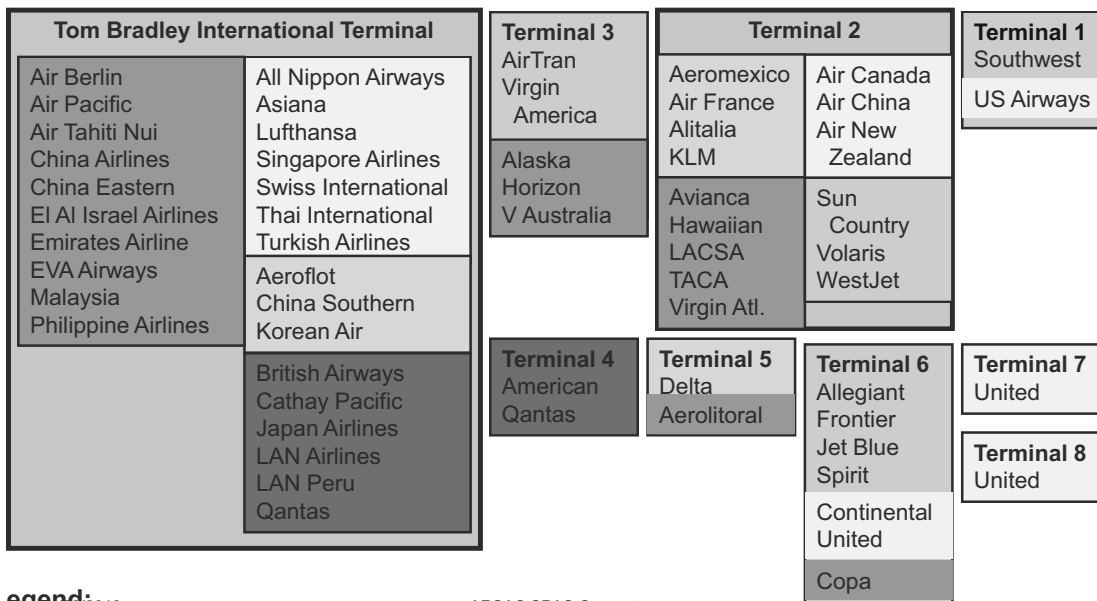 Tom Bradley International Terminal
Air Berlin
Air Pacific
Air Tahiti Nui
China Airlines
China Eastern
El Al Israel Airlines
Emirates Airline
EVA Airways
Malaysia
Philippine Airlines
All Nippon Airways
Asiana
Lufthansa
Singapore Airlines
Swiss International
Thai International
Turkish Airlines
Aeroflot
China Southern
Korean Air
British Airways
Cathay Pacific
Japan Airlines
LAN Airlines
LAN Peru
Qantas
Terminal 3
AirTran
Virgin
America
Alaska
Horizon
V Australia
Terminal 2
Aeromexico
Air France
Alitalia
KLM
Air Canada
Air China
Air New
Zealand
Avianca
Hawaiian
LACSA
TACA
Virgin Atl.
Sun
Country
Volaris
WestJet
Terminal 1
Southwest
US Airways
Terminal 4
American
Qantas
Terminal 5
Delta
Aerolitoral
Terminal 6
Allegiant
Frontier
Jet Blue
Spirit
Continental
United
Copa
Terminal 7
United
Terminal 8
United